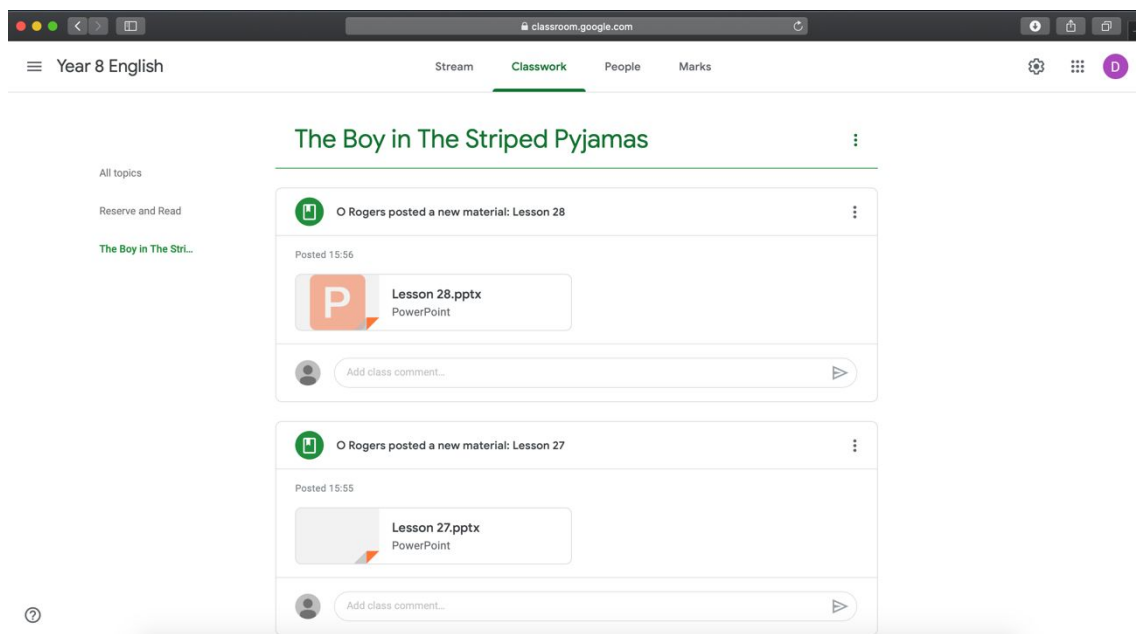 classroom.google.com
Year 8 English
Stream Classwork People Marks
D
The Boy in The Striped Pyjamas
All topics
Reserve and Read
The Boy in The Stri...
O Rogers posted a new material: Lesson 28
Posted 15:56
P
Lesson 28.pptx
PowerPoint
Add class comment...
O Rogers posted a new material: Lesson 27
Posted 15:55
Lesson 27.pptx
PowerPoint
Add class comment...
?